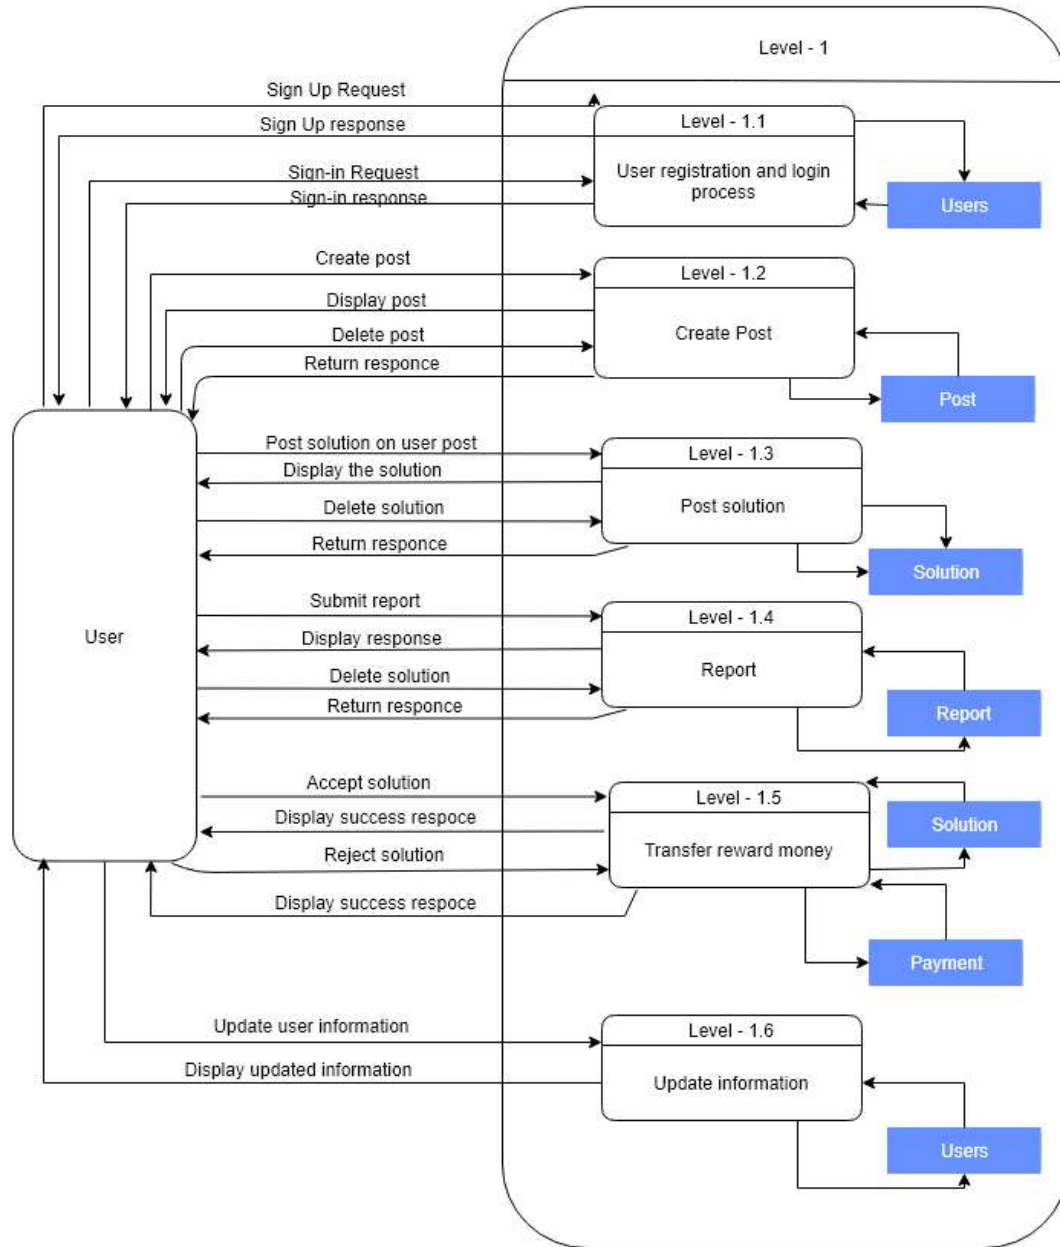 Level - 1
Sign Up Request
Sign Up response
Level - 1.1
Sign-in Request
User registration and login
process
Sign-in response
Users
Create post
Level - 1.2
Display post
Delete post
Create Post
Return responce
Post
Post solution on user post
Level - 1.3
Display the solution
Delete solution
Post solution
Return responce
Solution
Submit report
Level - 1.4
User
Display response
Report
Delete solution
Return responce
Report
Accept solution
Level - 1.5
Display success respoce
Solution
Reject solution
Transfer reward money
Display success respoce
Payment
Update user information
Level - 1.6
Display updated information
Update information
Users